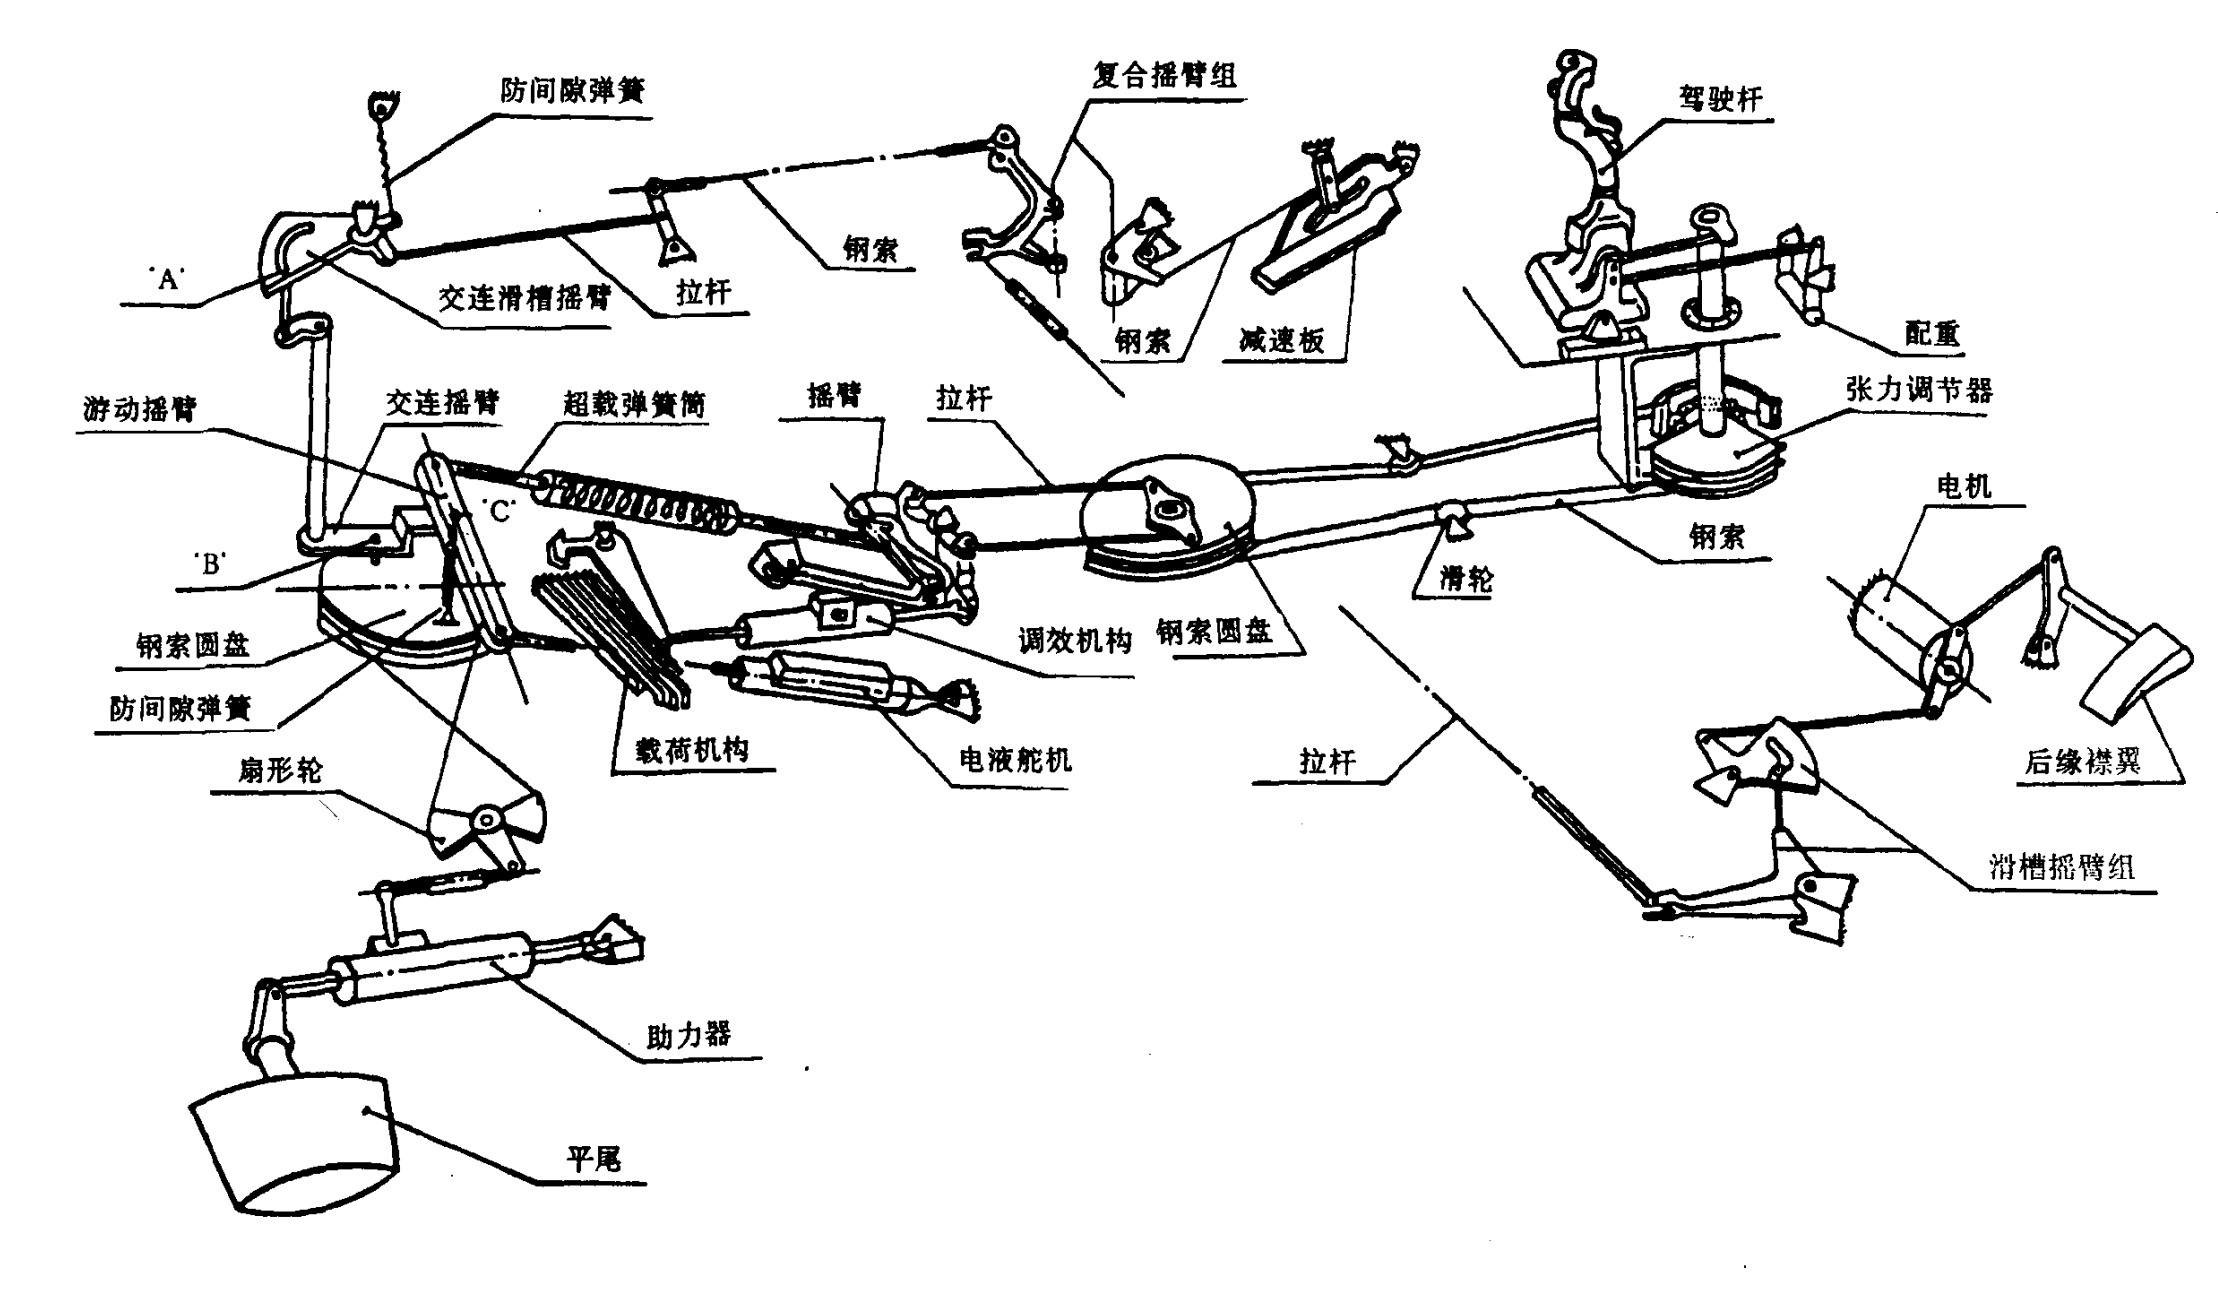 防间隙弹簧
复合摇臂组
驾驶杆
'A'
交连滑槽摇臂
拉杆
钢索
钢索
减速板
配重
游动摇臂
交连摇臂
超载弹簧筒
摇臂
拉杆
张力调节器
'C'
电机
'B'
钢索
滑轮
钢索圆盘
调效机构
钢索圆盘
防间隙弹簧
载荷机构
电液舵机
扇形轮
拉杆
后缘襟翼
滑槽摇臂组
助力器
平尾